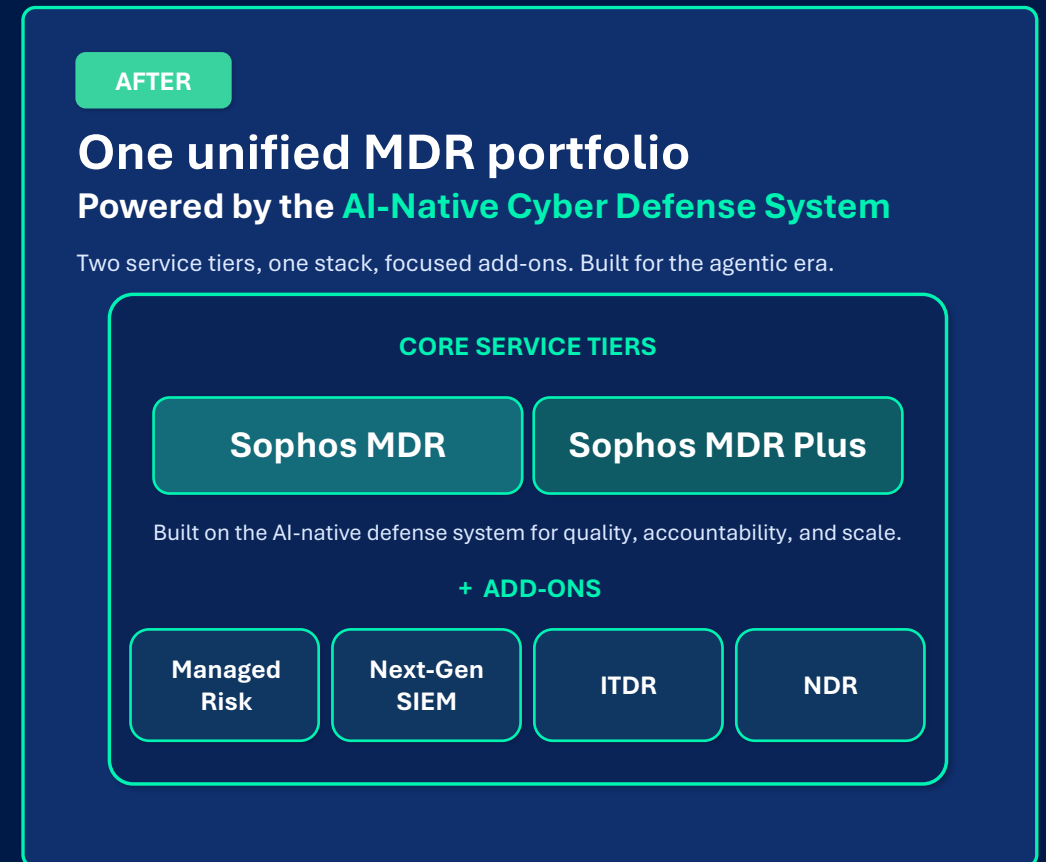 AFTER
One unified MDR portfolio
Powered by the AI-Native Cyber Defense System
Two service tiers, one stack, focused add-ons. Built for the agentic era.
CORE SERVICE TIERS
Sophos MDR
Sophos MDR Plus
Built on the AI-native defense system for quality, accountability, and scale.
+ ADD-ONS
Managed
Risk
Next-Gen
SIEM
ITDR
NDR